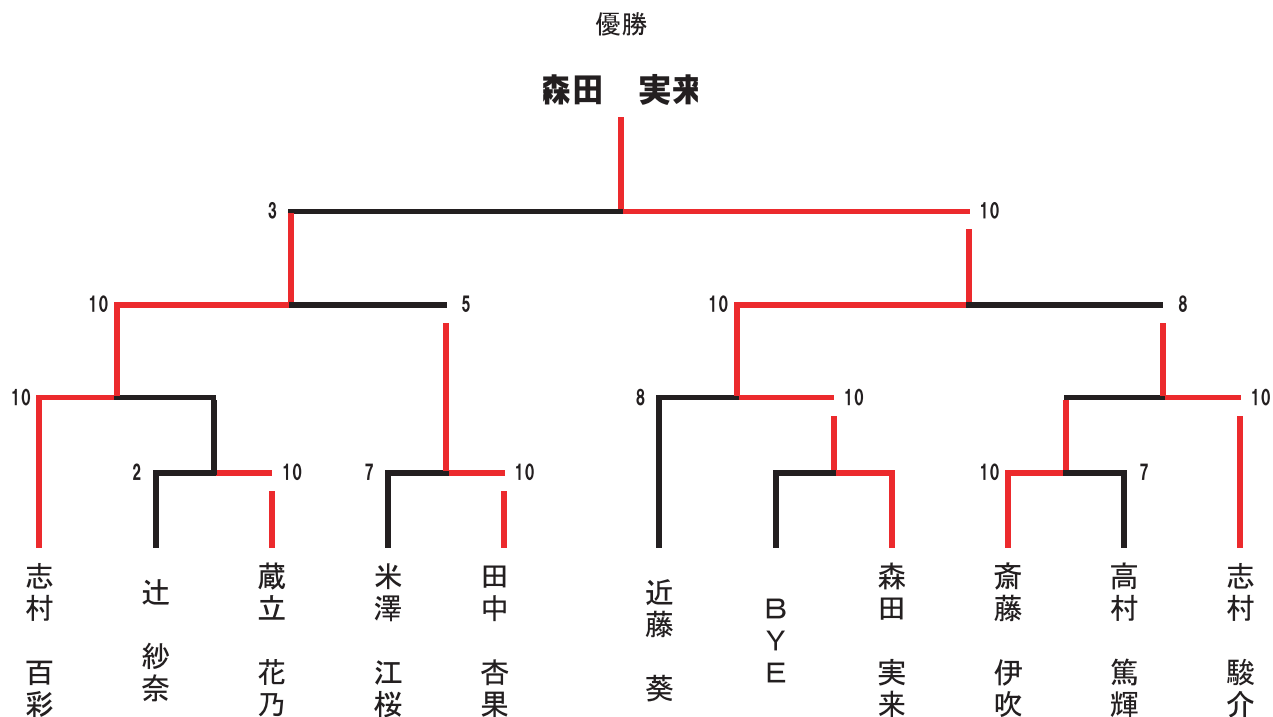 優勝
森田　実来
3
10
10
5
10
8
10
8
10
10
2
10
7
10
10
7
志村　百彩
辻　紗奈
蔵立　花乃
米澤　江桜
田中　杏果
近藤　葵
ＢＹＥ
森田　実来
斎藤　伊吹
高村　篤輝
志村　駿介